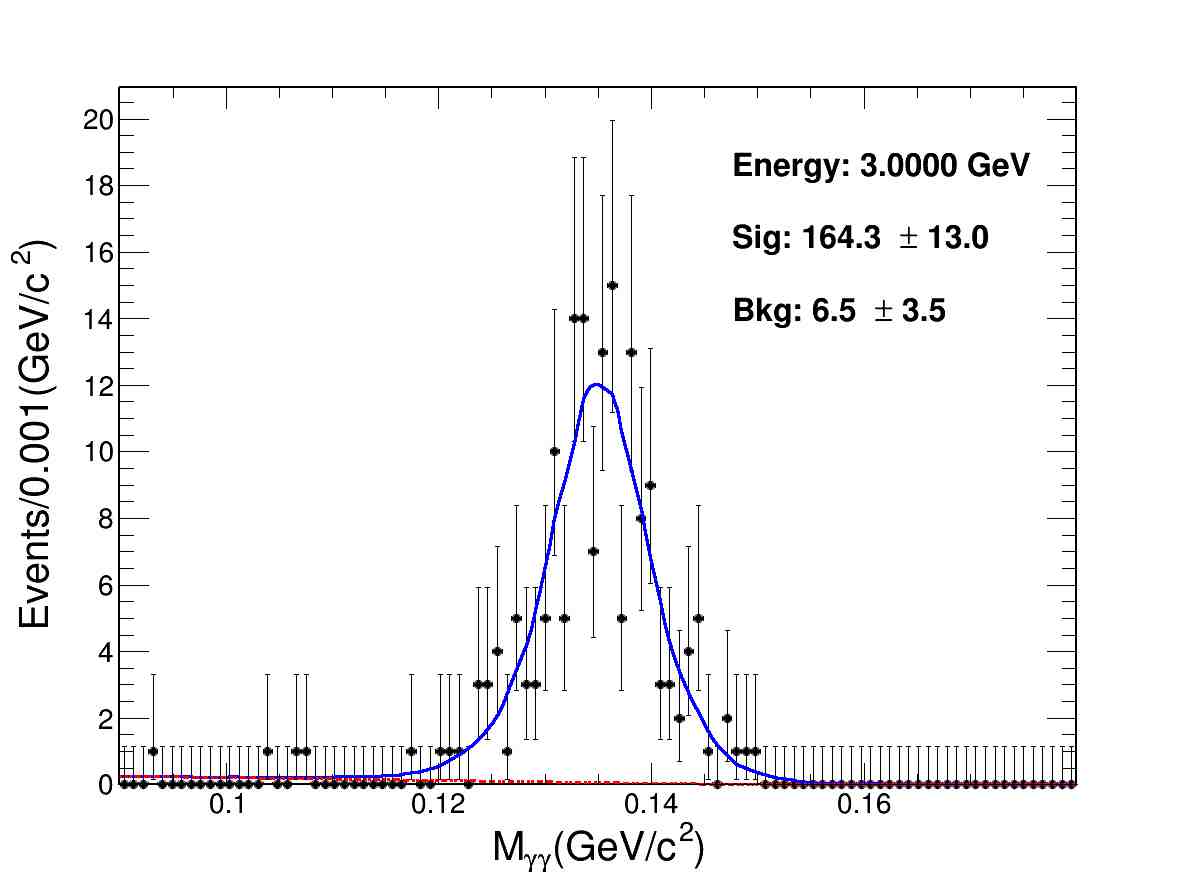 Energy: 3.0000 GeV
Sig: 164.3 ± 13.0
Bkg: 6.5 ± 3.5
Events/0.001(GeV/c²)
20
18
16
14
12
10
8
6
4
2
0
0.1 0.12 0.14 0.16
Mγγ(GeV/c²)